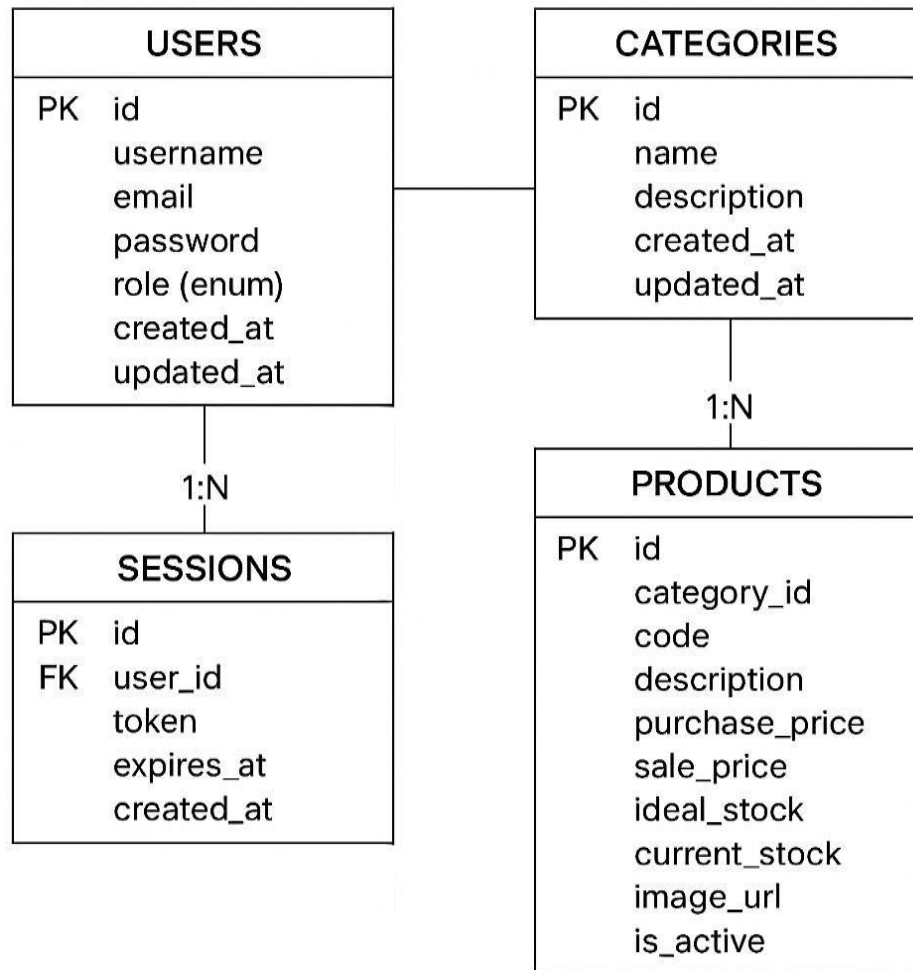 USERS
PK id
username
email
password
role (enum)
created_at
updated_at
1:N
SESSIONS
PK id
FK user_id
token
expires_at
created_at
CATEGORIES
PK id
name
description
created_at
updated_at
1:N
PRODUCTS
PK id
category_id
code
description
purchase_price
sale_price
ideal_stock
current_stock
image_url
is_active